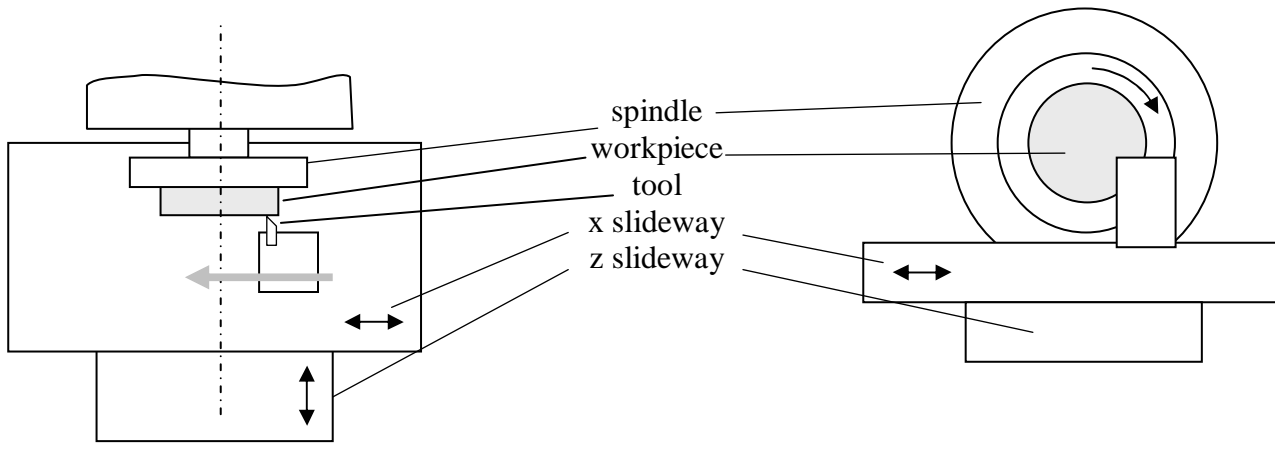 spindle
workpiece
tool
x slideway
z slideway